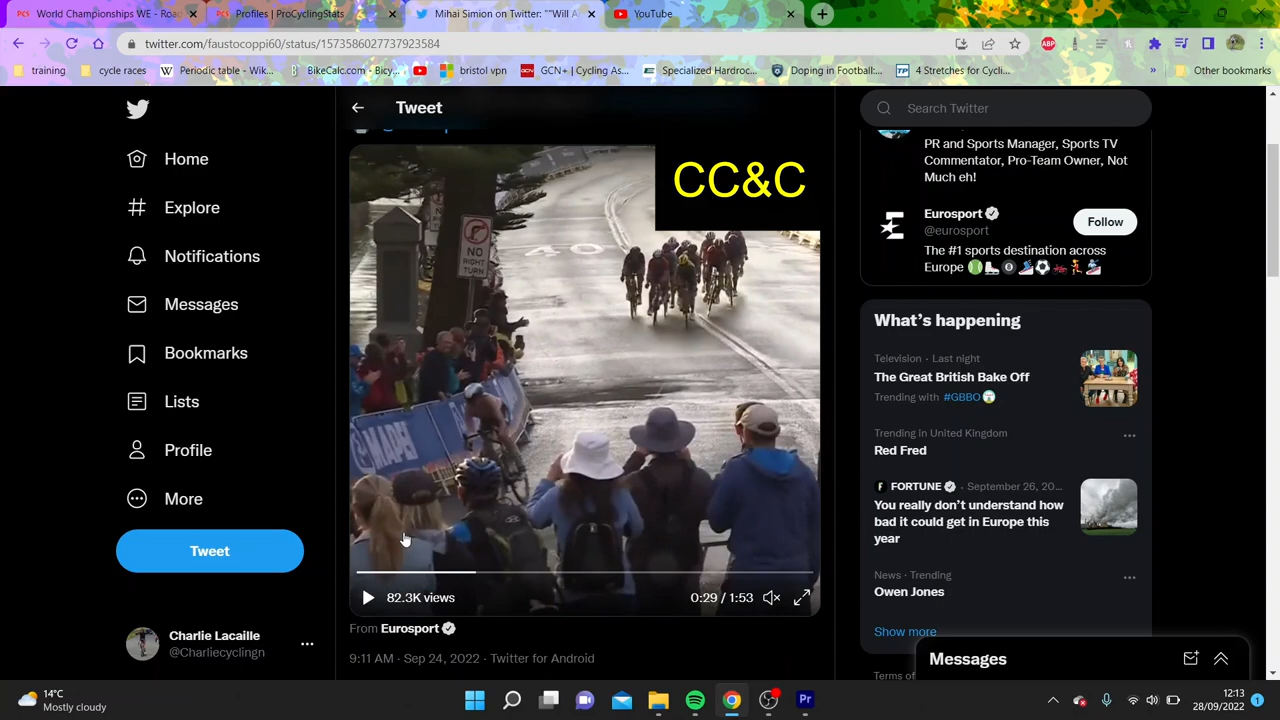 World Championships WE - Road
Profiles | ProCyclingStats
Mihai Simion on Twitter: ""Will A
YouTube
twitter.com/faustocoppi60/status/1573586027737923584
training
cycle races
Periodic table - Wik...
BikeCalc.com - Bicy...
bristol vpn
GCN+ | Cycling As...
Specialized Hardroc...
Doping in Football:...
4 Stretches for Cycli...
»
Other bookmarks
Tweet
Search Twitter
Home
Explore
Notifications
Messages
Bookmarks
Lists
Profile
More
Tweet
Charlie Lacaille
@Charliecyclingn
CC&C
NO
RIGHT
TURN
40
MAPEI
82.3K views
0:29 / 1:53
From Eurosport
9:11 AM · Sep 24, 2022 · Twitter for Android
PR and Sports Manager, Sports TV
Commentator, Pro-Team Owner, Not
Much eh!
Eurosport
@eurosport
Follow
The #1 sports destination across
Europe
What's happening
Television · Last night
The Great British Bake Off
Trending with #GBBO
Trending in United Kingdom
Red Fred
FORTUNE · September 26, 20...
You really don't understand how
bad it could get in Europe this
year
News · Trending
Owen Jones
Show more
Terms of
Messages
14°C
Mostly cloudy
12:13
28/09/2022